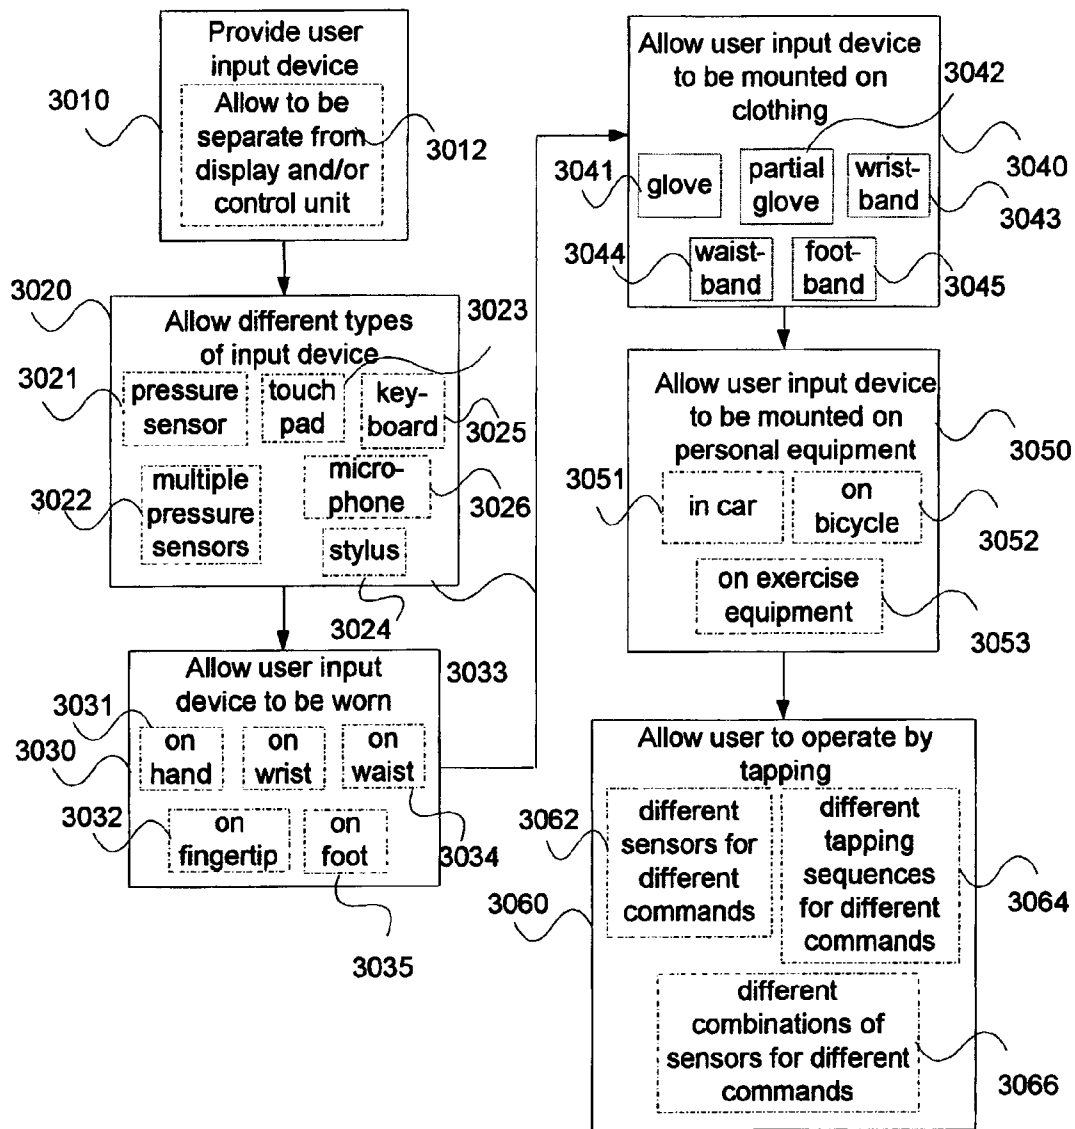 Provide user
input device
Allow to be
separate from
display and/or
control unit
3010
3012
3020
Allow different types
of input device
3023
3021
pressure
sensor
touch
pad
key-
board
3025
3022
multiple
pressure
sensors
micro-
phone
3026
stylus
3024
Allow user input
device to be worn
3033
3031
3030
on
hand
on
wrist
on
waist
3032
on
fingertip
on
foot
3034
3035
Allow user input device
to be mounted on
clothing
3042
3040
3041
glove
partial
glove
wrist-
band
3043
3044
waist-
band
foot-
band
3045
Allow user input device
to be mounted on
personal equipment
3050
3051
in car
on
bicycle
3052
on exercise
equipment
3053
Allow user to operate by
tapping
3062
different
sensors for
different
commands
different
tapping
sequences
for different
commands
3064
3060
different
combinations of
sensors for different
commands
3066